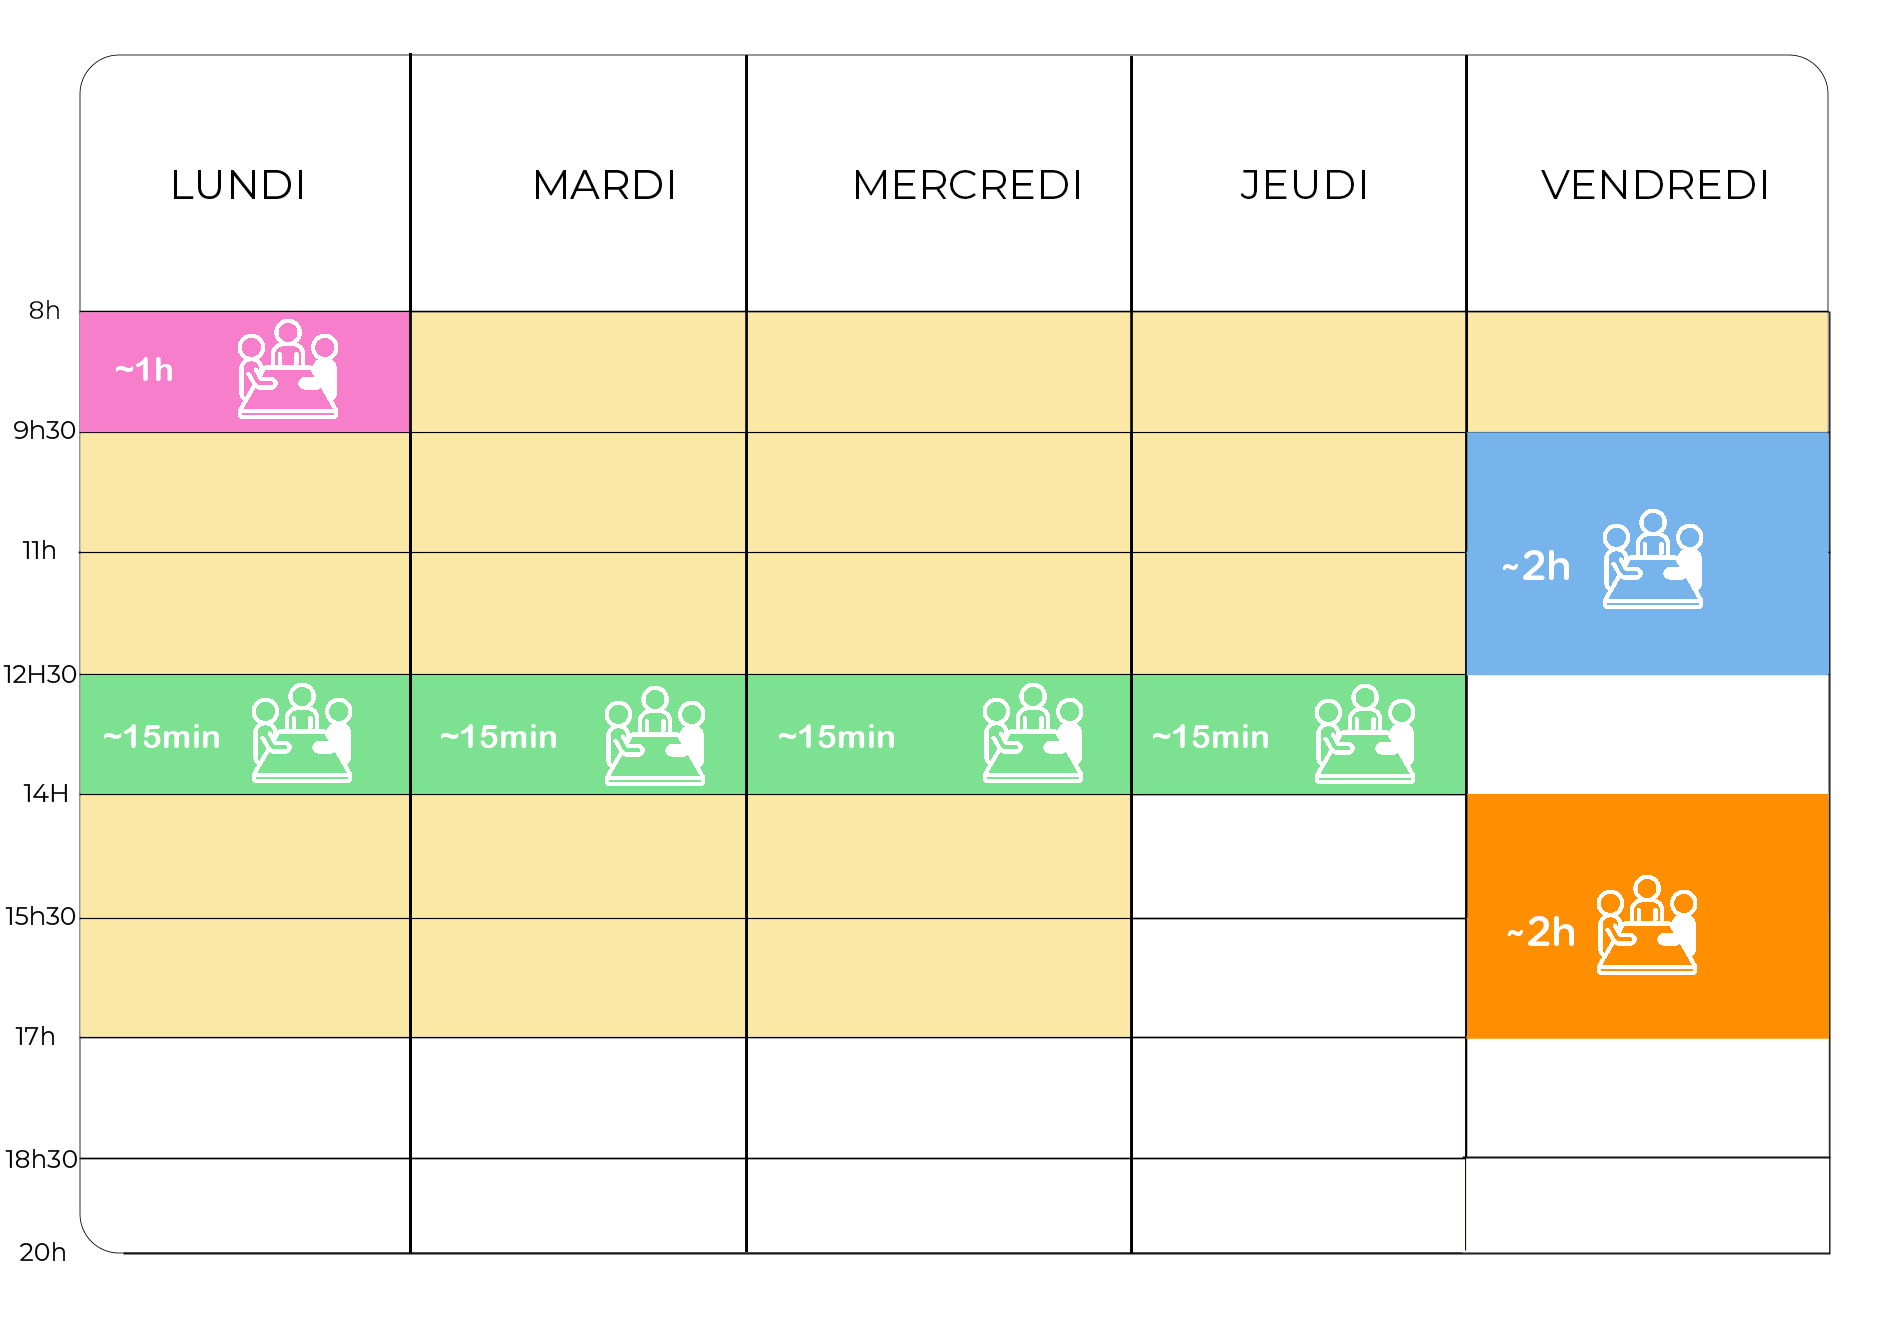 LUNDI MARDI MERCREDI JEUDI VENDREDI
8h
~1h
9h30
11h
~2h
12H30
~15min ~15min ~15min ~15min
14H
15h30
~2h
17h
18h30
20h